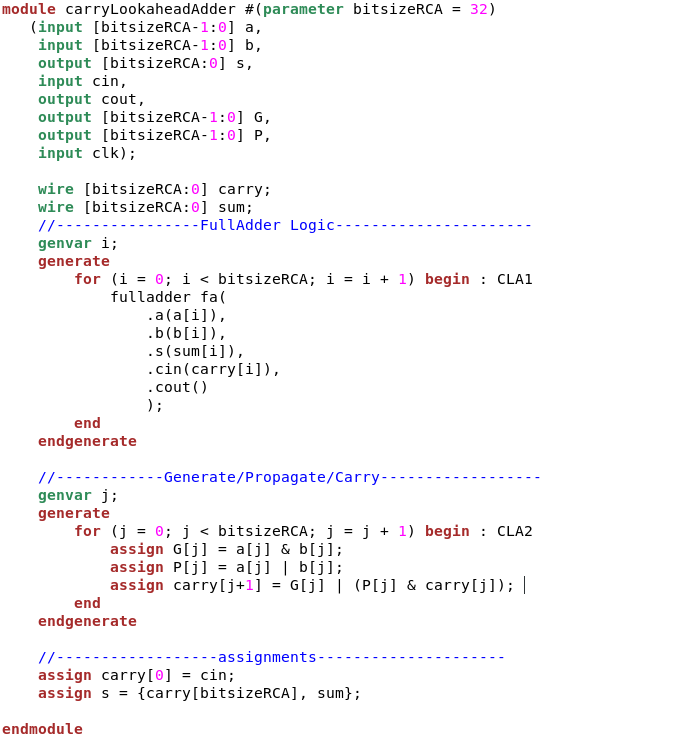 module carryLookaheadAdder #(parameter bitsizeRCA = 32)
(input [bitsizeRCA-1:0] a,
input [bitsizeRCA-1:0] b,
output [bitsizeRCA:0] s,
input cin,
output cout,
output [bitsizeRCA-1:0] G,
output [bitsizeRCA-1:0] P,
input clk);
wire [bitsizeRCA:0] carry;
wire [bitsizeRCA:0] sum;
//----------------FullAdder Logic----------------------
genvar i;
generate
for (i = 0; i < bitsizeRCA; i = i + 1) begin : CLA1
fulladder fa(
.a(a[i]),
.b(b[i]),
.s(sum[i]),
.cin(carry[i]),
.cout()
);
end
endgenerate
//------------Generate/Propagate/Carry------------------
genvar j;
generate
for (j = 0; j < bitsizeRCA; j = j + 1) begin : CLA2
assign G[j] = a[j] & b[j];
assign P[j] = a[j] | b[j];
assign carry[j+1] = G[j] | (P[j] & carry[j]);
end
endgenerate
//------------------assignments---------------------
assign carry[0] = cin;
assign s = {carry[bitsizeRCA], sum};
endmodule